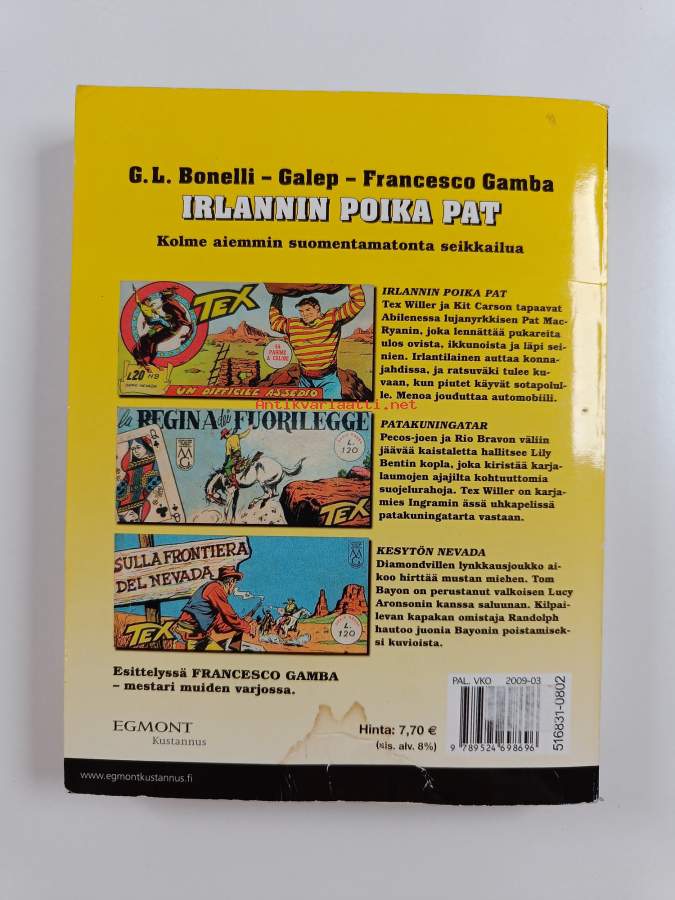 G.L. Bonelli – Galep – Francesco Gamba
IRLANNIN POIKA PAT
Kolme aiemmin suomentamatonta seikkailua
TEX
44 PAGINE A COLORI
L.20 N9
UN DIFFICILE ASSEDIO
IRLANNIN POIKA PAT
Tex Willer ja Kit Carson tapaavat
Abilenessa lujanyrkkisen Pat Mac-
Ryanin, joka lennättää pukareita
ulos ovista, ikkunoista ja läpi sei-
nien. Irlantilainen auttaa konna-
jahdissa, ja ratsuväki tulee ku-
vaan, kun piutet käyvät sotapolul-
le. Menoa jouduttaa automobiili.
Antikvariaatti.net
la REGINA dei FUORILEGGE
Q
L. 120
TEX
PATAKUNINGATAR
Pecos-joen ja Rio Bravon väliin
jäävää kaistaletta hallitsee Lily
Bentin kopla, joka kiristää karja-
laumojen ajajilta kohtuuttomia
suojelurahoja. Tex Willer on karja-
mies Ingramin ässä uhkapelissä
patakuningatarta vastaan.
SULLA FRONTIERA
DEL NEVADA
TEX
L. 120
KESYTÖN NEVADA
Diamondvillen lynkkausjoukko ai-
koo hirttää mustan miehen. Tom
Bayon on perustanut valkoisen Lucy
Aronsonin kanssa saluunan. Kilpai-
levan kapakan omistaja Randolph
hautoo juonia Bayonin poistamisek-
si kuvioista.
Esittelyssä FRANCESCO GAMBA
– mestari muiden varjossa.
EGMONT
Kustannus
Hinta: 7,70 €
(sis. alv. 8%)
PAL. VKO 2009-03
9 789524 698696
516831-0802
www.egmontkustannus.fi